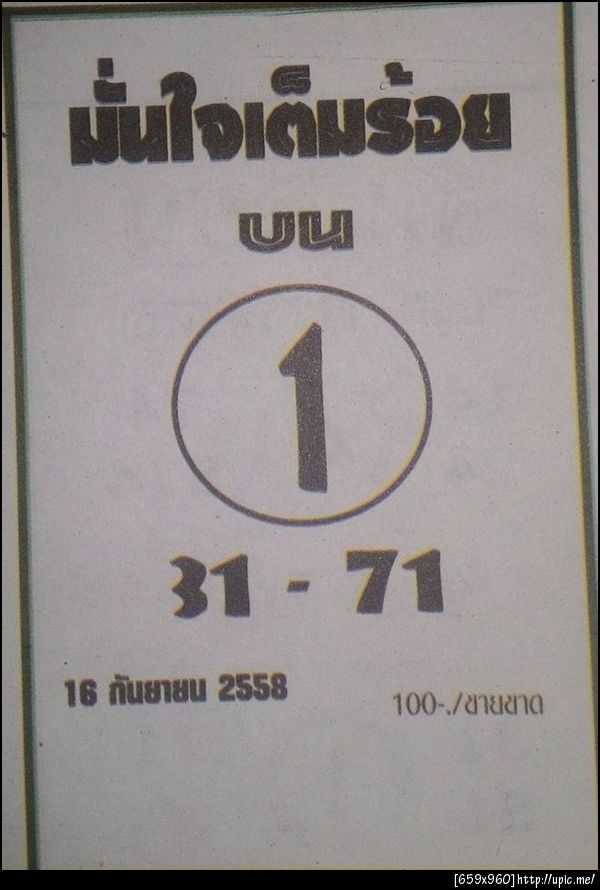 มั่นใจเต็มร้อย
บน
1
31 - 71
16 กันยายน 2558
100-./ขายขาด
[659x960]http://upic.me/